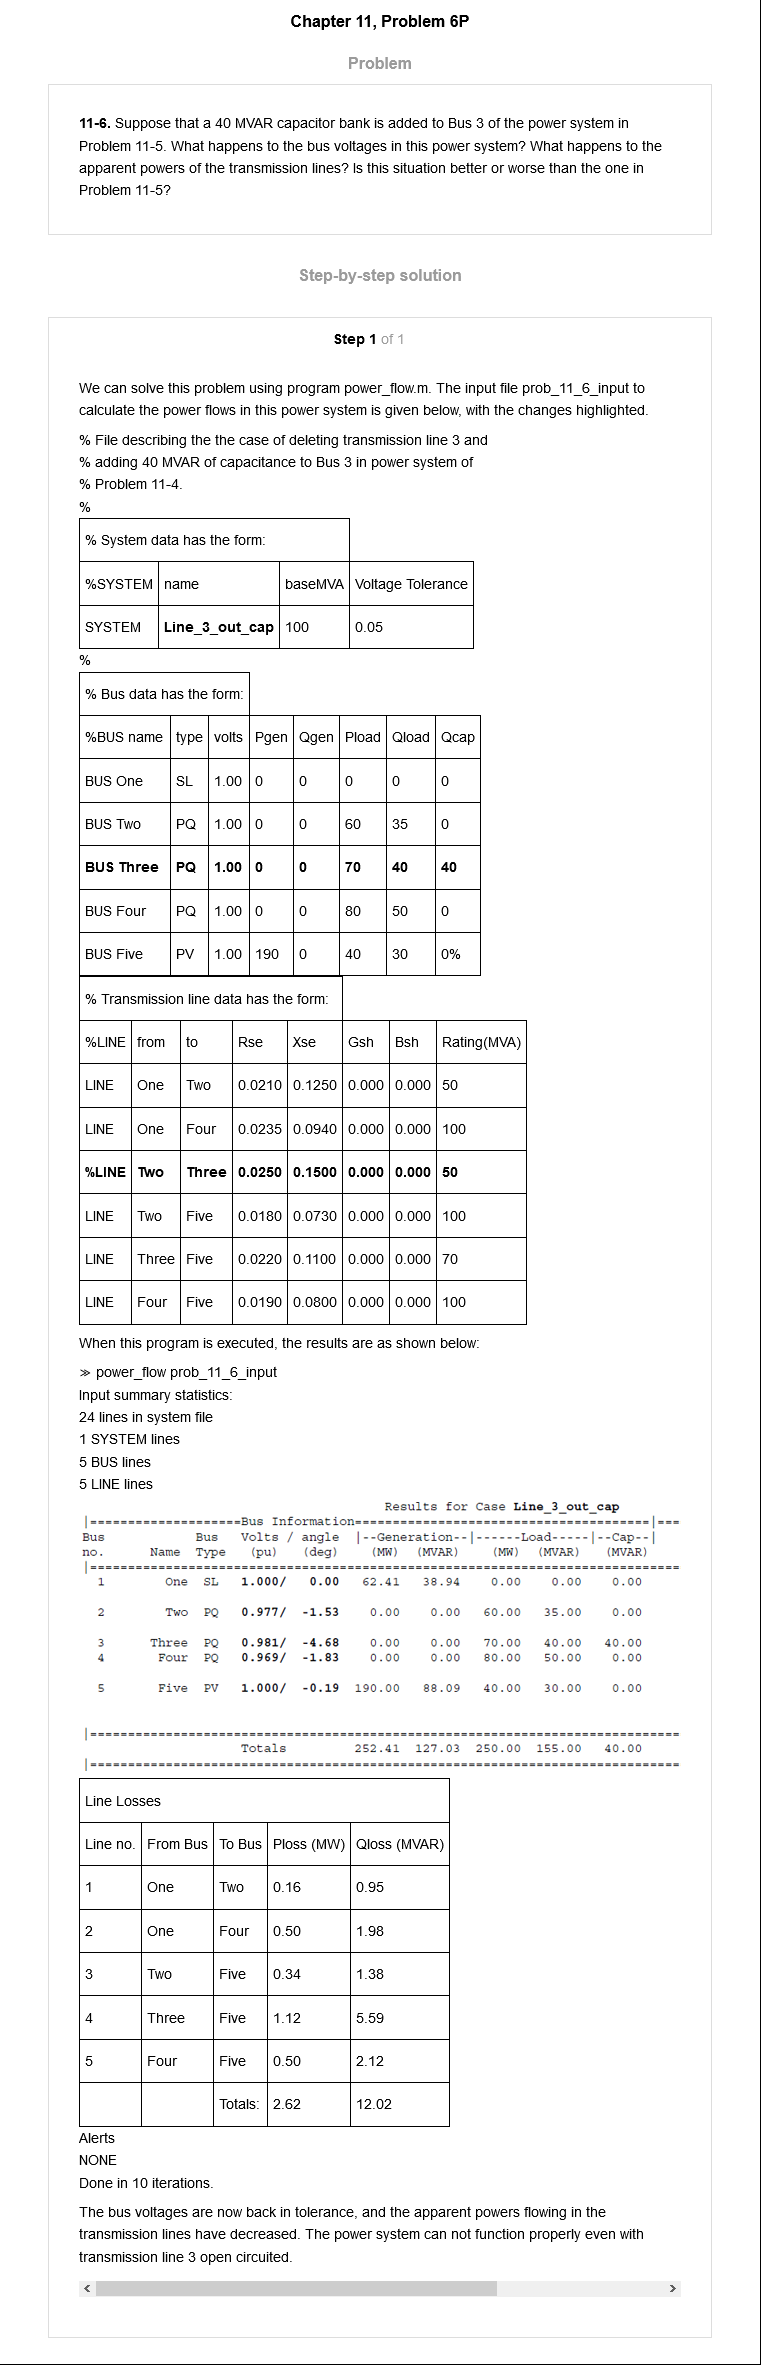 Chapter 11, Problem 6P
Problem
11-6. Suppose that a 40 MVAR capacitor bank is added to Bus 3 of the power system in
Problem 11-5. What happens to the bus voltages in this power system? What happens to the
apparent powers of the transmission lines? Is this situation better or worse than the one in
Problem 11-5?
Step-by-step solution
Step 1 of 1
We can solve this problem using program power_flow.m. The input file prob_11_6_input to
calculate the power flows in this power system is given below, with the changes highlighted.
% File describing the the case of deleting transmission line 3 and
% adding 40 MVAR of capacitance to Bus 3 in power system of
% Problem 11-4.
%
% System data has the form:
%SYSTEM name baseMVA Voltage Tolerance
SYSTEM Line_3_out_cap 100 0.05
%
% Bus data has the form:
%BUS name type volts Pgen Qgen Pload Qload Qcap
BUS One SL 1.00 0 0 0 0 0
BUS Two PQ 1.00 0 0 60 35 0
BUS Three PQ 1.00 0 0 70 40 40
BUS Four PQ 1.00 0 0 80 50 0
BUS Five PV 1.00 190 0 40 30 0%
% Transmission line data has the form:
%LINE from to Rse Xse Gsh Bsh Rating(MVA)
LINE One Two 0.0210 0.1250 0.000 0.000 50
LINE One Four 0.0235 0.0940 0.000 0.000 100
%LINE Two Three 0.0250 0.1500 0.000 0.000 50
LINE Two Five 0.0180 0.0730 0.000 0.000 100
LINE Three Five 0.0220 0.1100 0.000 0.000 70
LINE Four Five 0.0190 0.0800 0.000 0.000 100
When this program is executed, the results are as shown below:
≫ power_flow prob_11_6_input
Input summary statistics:
24 lines in system file
1 SYSTEM lines
5 BUS lines
5 LINE lines
Results for Case Line_3_out_cap
|====================Bus Information=======================================|===
Bus Bus Volts / angle |--Generation--|------Load-----|--Cap--|
no. Name Type (pu) (deg) (MW) (MVAR) (MW) (MVAR) (MVAR)
|==============================================================================
1 One SL 1.000/ 0.00 62.41 38.94 0.00 0.00 0.00
2 Two PQ 0.977/ -1.53 0.00 0.00 60.00 35.00 0.00
3 Three PQ 0.981/ -4.68 0.00 0.00 70.00 40.00 40.00
4 Four PQ 0.969/ -1.83 0.00 0.00 80.00 50.00 0.00
5 Five PV 1.000/ -0.19 190.00 88.09 40.00 30.00 0.00
|==============================================================================
Totals 252.41 127.03 250.00 155.00 40.00
|==============================================================================
Line Losses
Line no. From Bus To Bus Ploss (MW) Qloss (MVAR)
1 One Two 0.16 0.95
2 One Four 0.50 1.98
3 Two Five 0.34 1.38
4 Three Five 1.12 5.59
5 Four Five 0.50 2.12
Totals: 2.62 12.02
Alerts
NONE
Done in 10 iterations.
The bus voltages are now back in tolerance, and the apparent powers flowing in the
transmission lines have decreased. The power system can not function properly even with
transmission line 3 open circuited.